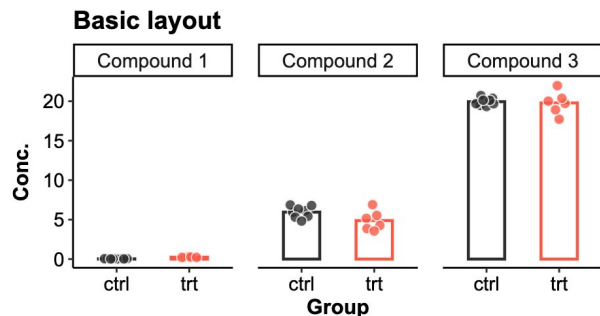 Basic layout
Compound 1 Compound 2 Compound 3
Conc.
20
15
10
5
0
ctrl trt ctrl trt ctrl trt
Group